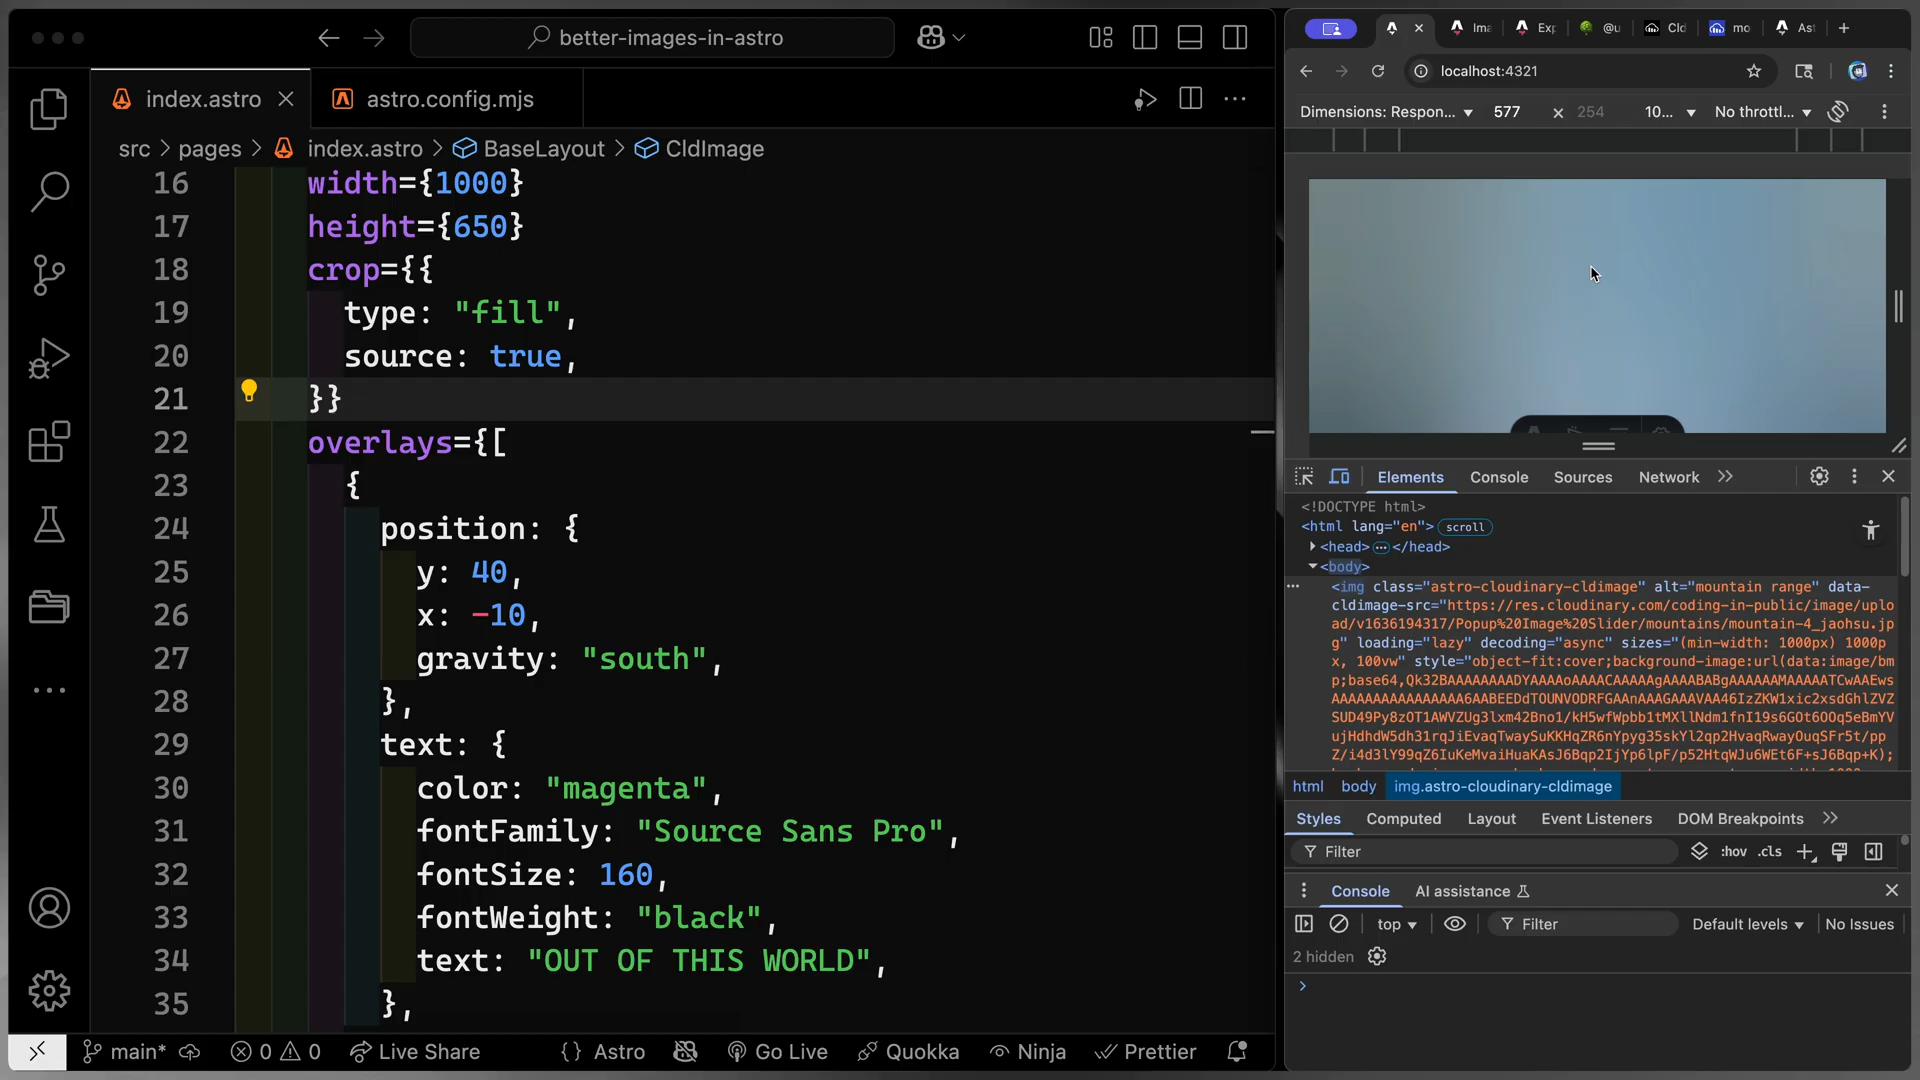 better-images-in-astro
index.astro
astro.config.mjs
src > pages > index.astro > BaseLayout > CldImage
16 width={1000}
17 height={650}
18 crop={{
19 type: "fill",
20 source: true,
21 }}
22 overlays={[
23 {
24 position: {
25 y: 40,
26 x: -10,
27 gravity: "south",
28 },
29 text: {
30 color: "magenta",
31 fontFamily: "Source Sans Pro",
32 fontSize: 160,
33 fontWeight: "black",
34 text: "OUT OF THIS WORLD",
35 },
main* 0 0 Live Share {} Astro Go Live Quokka Ninja Prettier
Ima Exp @u Cld mo Ast
localhost:4321
Dimensions: Respon... 577 × 254 10... No throttl...
Elements Console Sources Network
<!DOCTYPE html>
<html lang="en"> scroll
<head> ... </head>
<body>
<img class="astro-cloudinary-cldimage" alt="mountain range" data-
cldimage-src="https://res.cloudinary.com/coding-in-public/image/uplo
ad/v1636194317/Popup%20Image%20Slider/mountains/mountain-4_jaohsu.jp
g" loading="lazy" decoding="async" sizes="(min-width: 1000px) 1000p
x, 100vw" style="object-fit:cover;background-image:url(data:image/bm
html body img.astro-cloudinary-cldimage
Styles Computed Layout Event Listeners DOM Breakpoints
Filter :hov .cls
Console AI assistance
top Filter Default levels No Issues
2 hidden